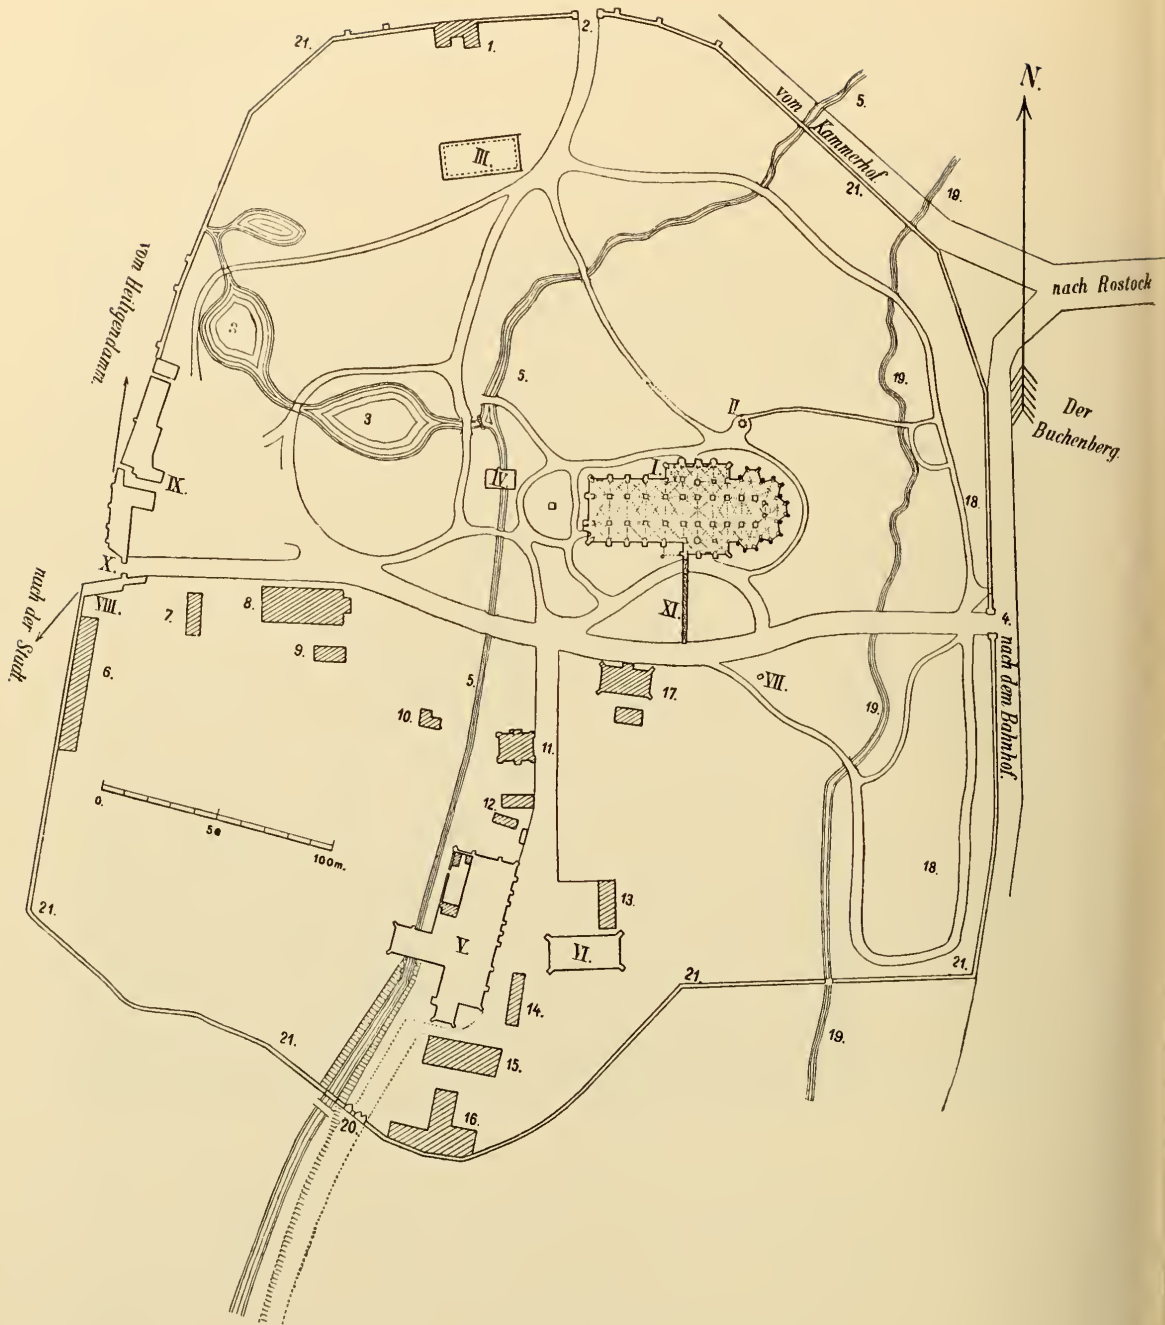 21.
1.
2.
N.
5.
vom Kammerhof.
III.
21.
19.
nach Rostock
vom Heiligendamm.
3
5.
19.
Der
Buchenberg.
3
II.
I.
IX.
IV.
18.
X.
nach der Stadt.
VIII.
7.
8.
XI.
4.
nach dem Bahnhof.
9.
6.
5.
17.
VII.
10.
19.
11.
0.
50
100m.
12.
18.
13.
21.
V.
VI.
21.
21.
14.
21.
19.
15.
20.
16.